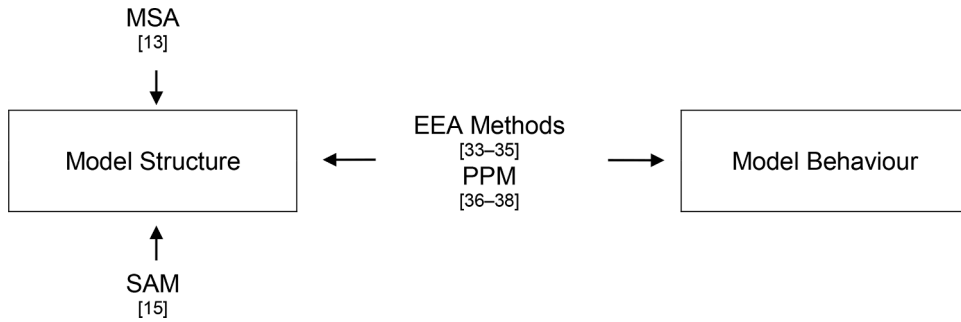 MSA
[13]
Model Structure
EEA Methods
[33–35]
PPM
[36–38]
Model Behaviour
SAM
[15]